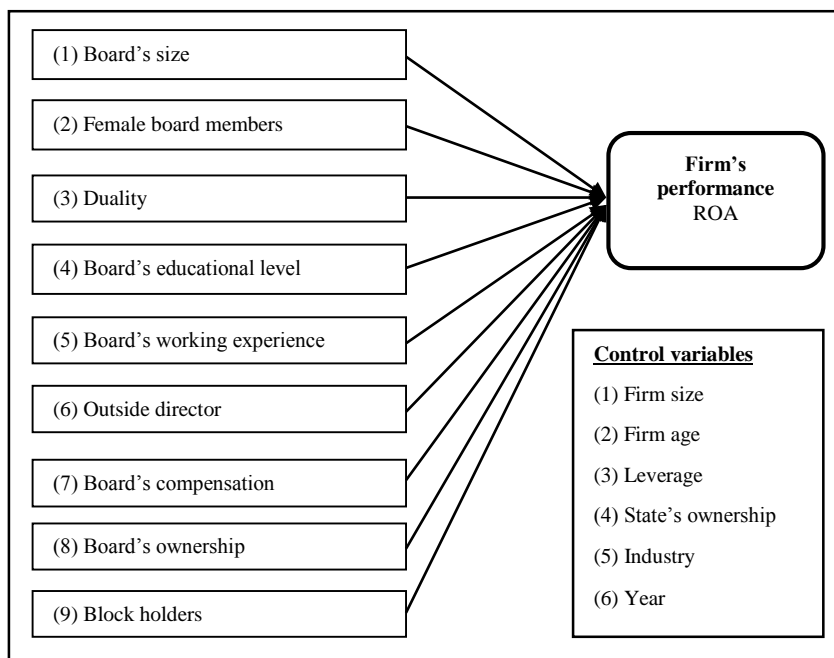 (1) Board’s size
(2) Female board members
(3) Duality
(4) Board’s educational level
(5) Board’s working experience
(6) Outside director
(7) Board’s compensation
(8) Board’s ownership
(9) Block holders
Firm’s
performance
ROA
Control variables
(1) Firm size
(2) Firm age
(3) Leverage
(4) State’s ownership
(5) Industry
(6) Year